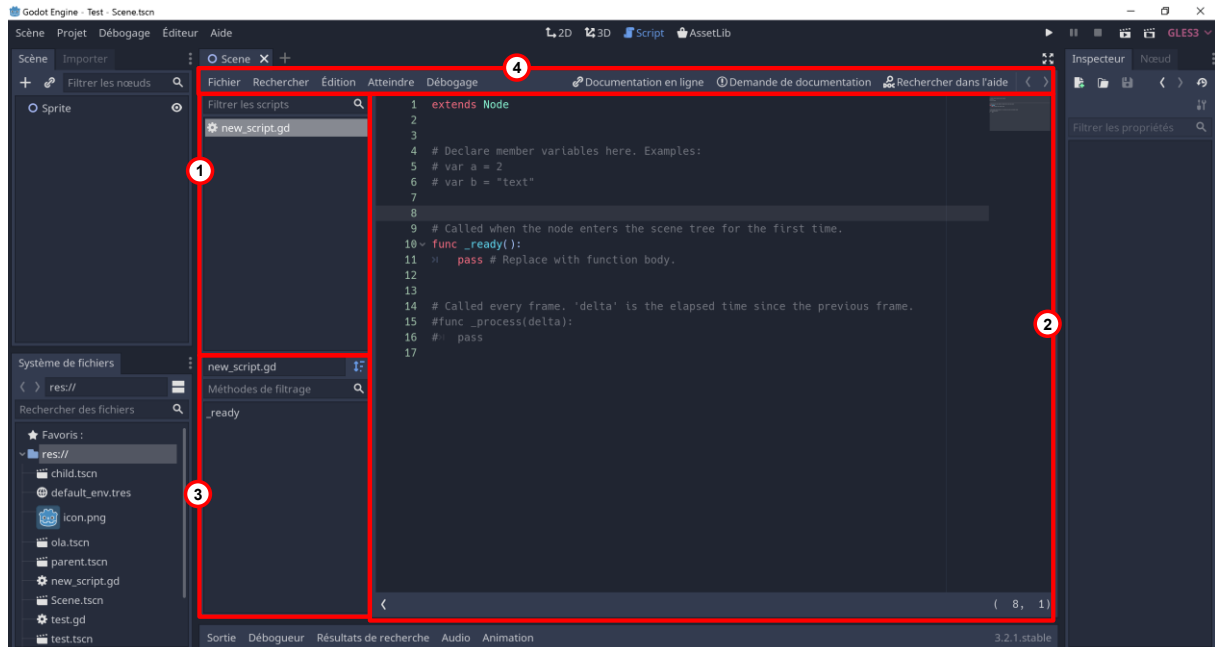 Godot Engine - Test - Scene.tscn
Scène Projet Débogage Éditeur Aide
2D 3D Script AssetLib
GLES3
Scène Importer
Scene
Inspecteur Nœud
Filtrer les nœuds
Fichier Rechercher Édition Atteindre Débogage
4
Documentation en ligne Demande de documentation Rechercher dans l'aide
Sprite
Filtrer les scripts
new_script.gd
1
Filtrer les propriétés
1 extends Node
2
3
4 # Declare member variables here. Examples:
5 # var a = 2
6 # var b = "text"
7
8
9 # Called when the node enters the scene tree for the first time.
10 func _ready():
11 pass # Replace with function body.
12
13
14 # Called every frame. 'delta' is the elapsed time since the previous frame.
15 #func _process(delta):
16 # pass
17
2
Système de fichiers
res://
Rechercher des fichiers
Favoris :
res://
child.tscn
default_env.tres
icon.png
ola.tscn
parent.tscn
new_script.gd
Scene.tscn
test.gd
test.tscn
new_script.gd
Méthodes de filtrage
_ready
3
( 8, 1)
Sortie Débogueur Résultats de recherche Audio Animation
3.2.1.stable